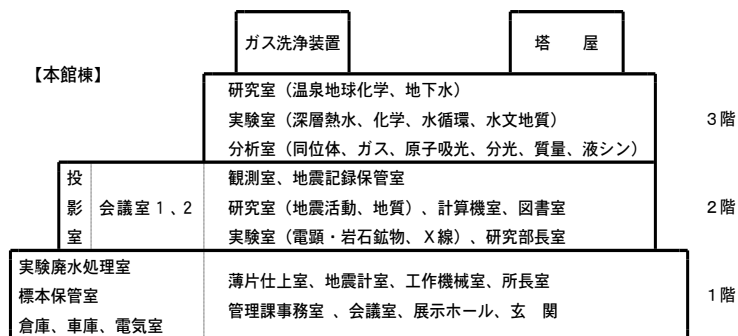 ガス洗浄装置
塔　屋
【本館棟】
研究室（温泉地球化学、地下水）
実験室（深層熱水、化学、水循環、水文地質）
分析室（同位体、ガス、原子吸光、分光、質量、液シン）
３階
投影室
会議室１、２
観測室、地震記録保管室
研究室（地震活動、地質）、計算機室、図書室
実験室（電顕・岩石鉱物、Ｘ線）、研究部長室
２階
実験廃水処理室
標本保管室
倉庫、車庫、電気室
薄片仕上室、地震計室、工作機械室、所長室
管理課事務室 、会議室、展示ホール、玄　関
１階